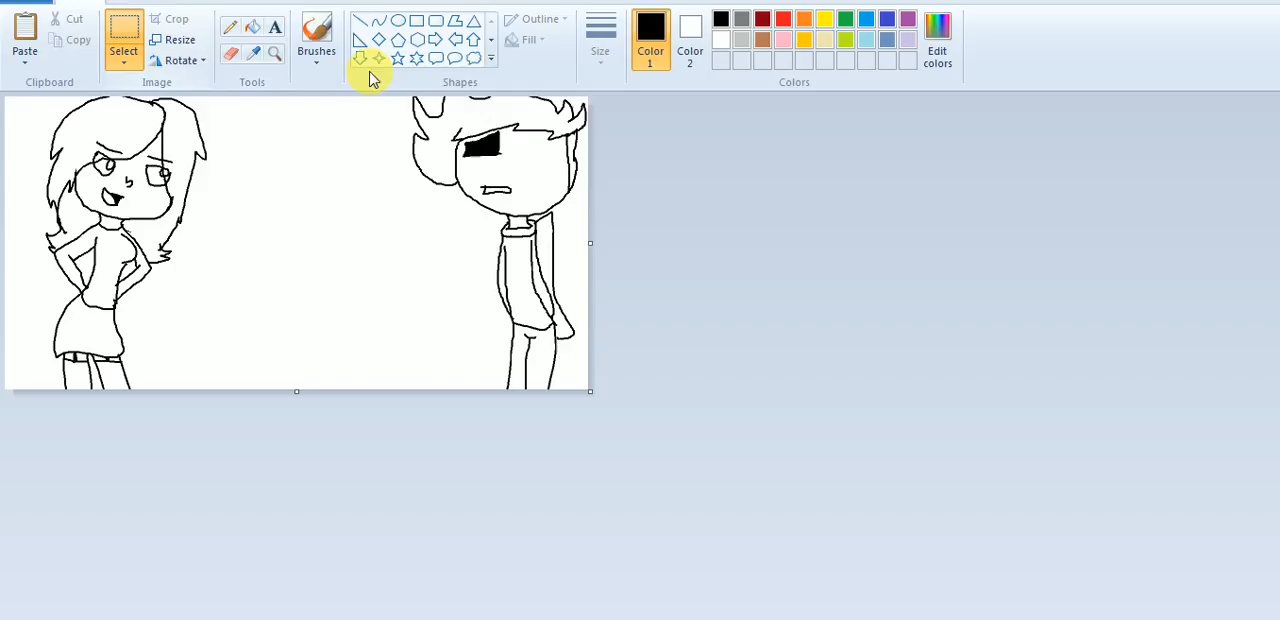 Paste
Clipboard
Cut
Copy
Select
Crop
Resize
Rotate
Image
A
Tools
Brushes
Outline
Fill
Shapes
Size
Color
1
Color
2
Edit
colors
Colors